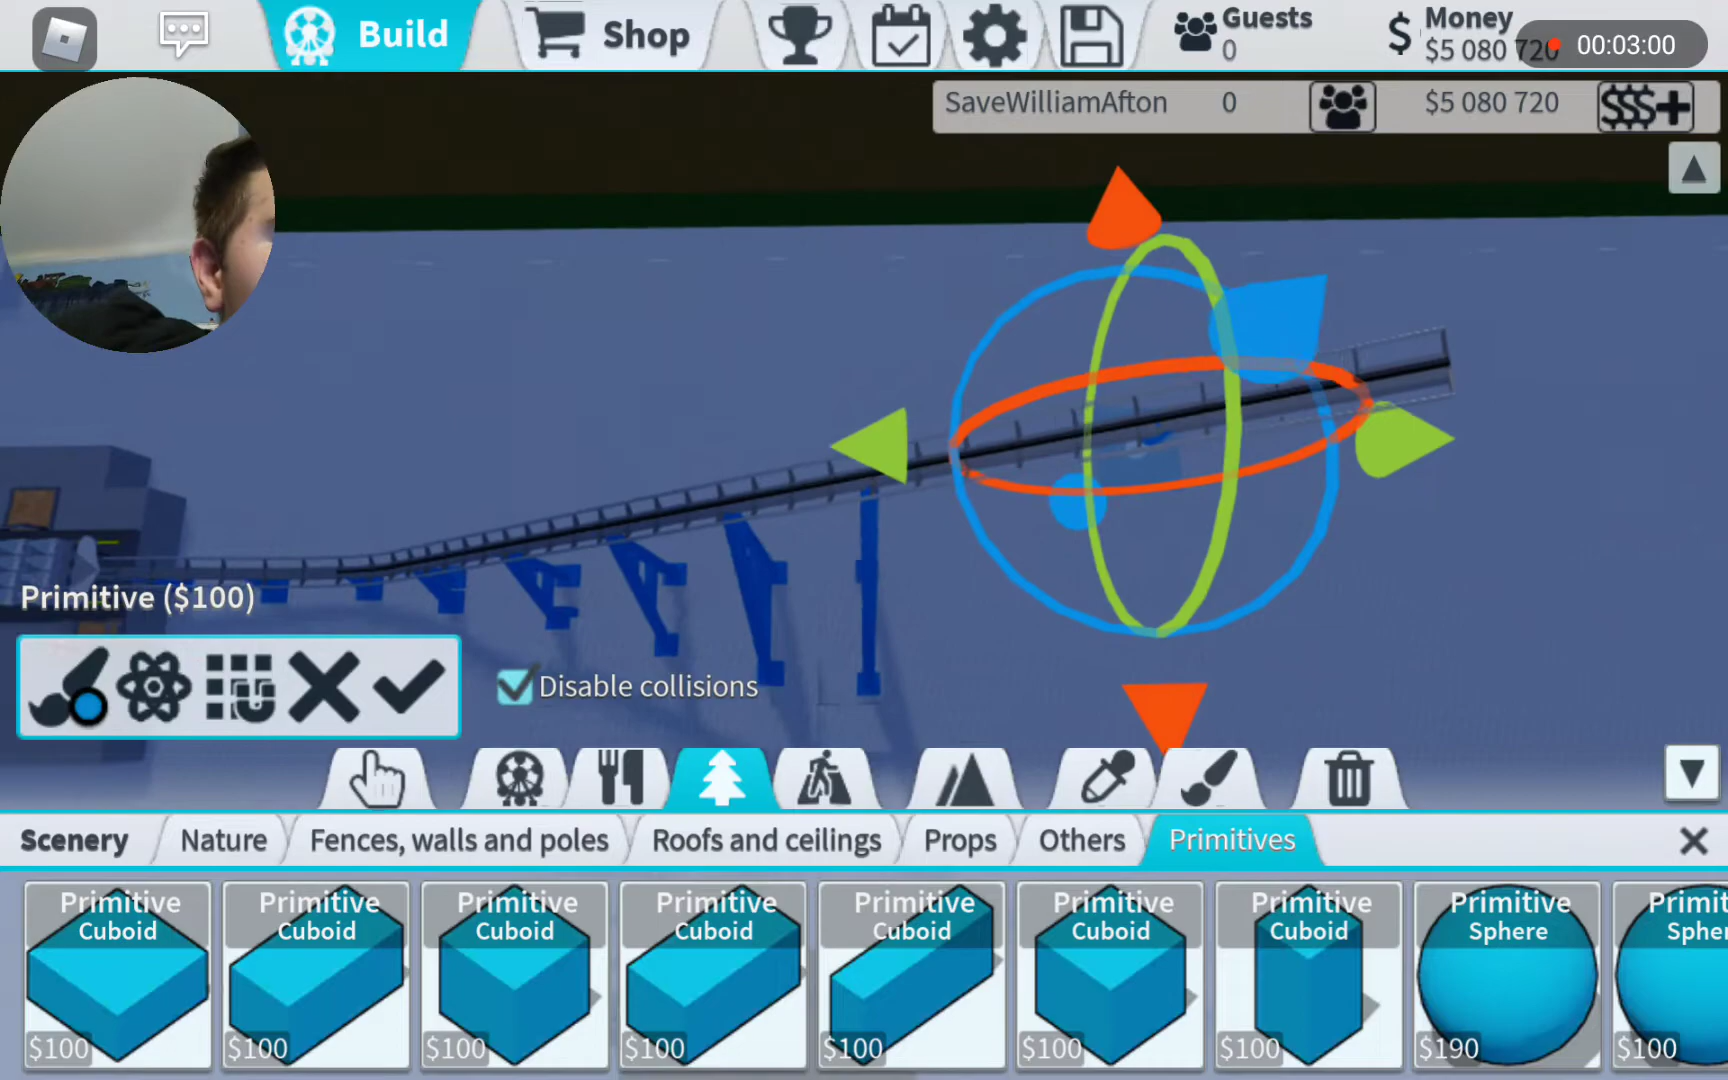 Build
Shop
Guests
0
Money
$5 080 720
00:03:00
SaveWilliamAfton
0
$5 080 720
$$$+
Primitive ($100)
Disable collisions
Scenery
Nature
Fences, walls and poles
Roofs and ceilings
Props
Others
Primitives
Primitive
Cuboid
$100
Primitive
Cuboid
$100
Primitive
Cuboid
$100
Primitive
Cuboid
$100
Primitive
Cuboid
$100
Primitive
Cuboid
$100
Primitive
Cuboid
$100
Primitive
Sphere
$190
Primit
Spher
$100